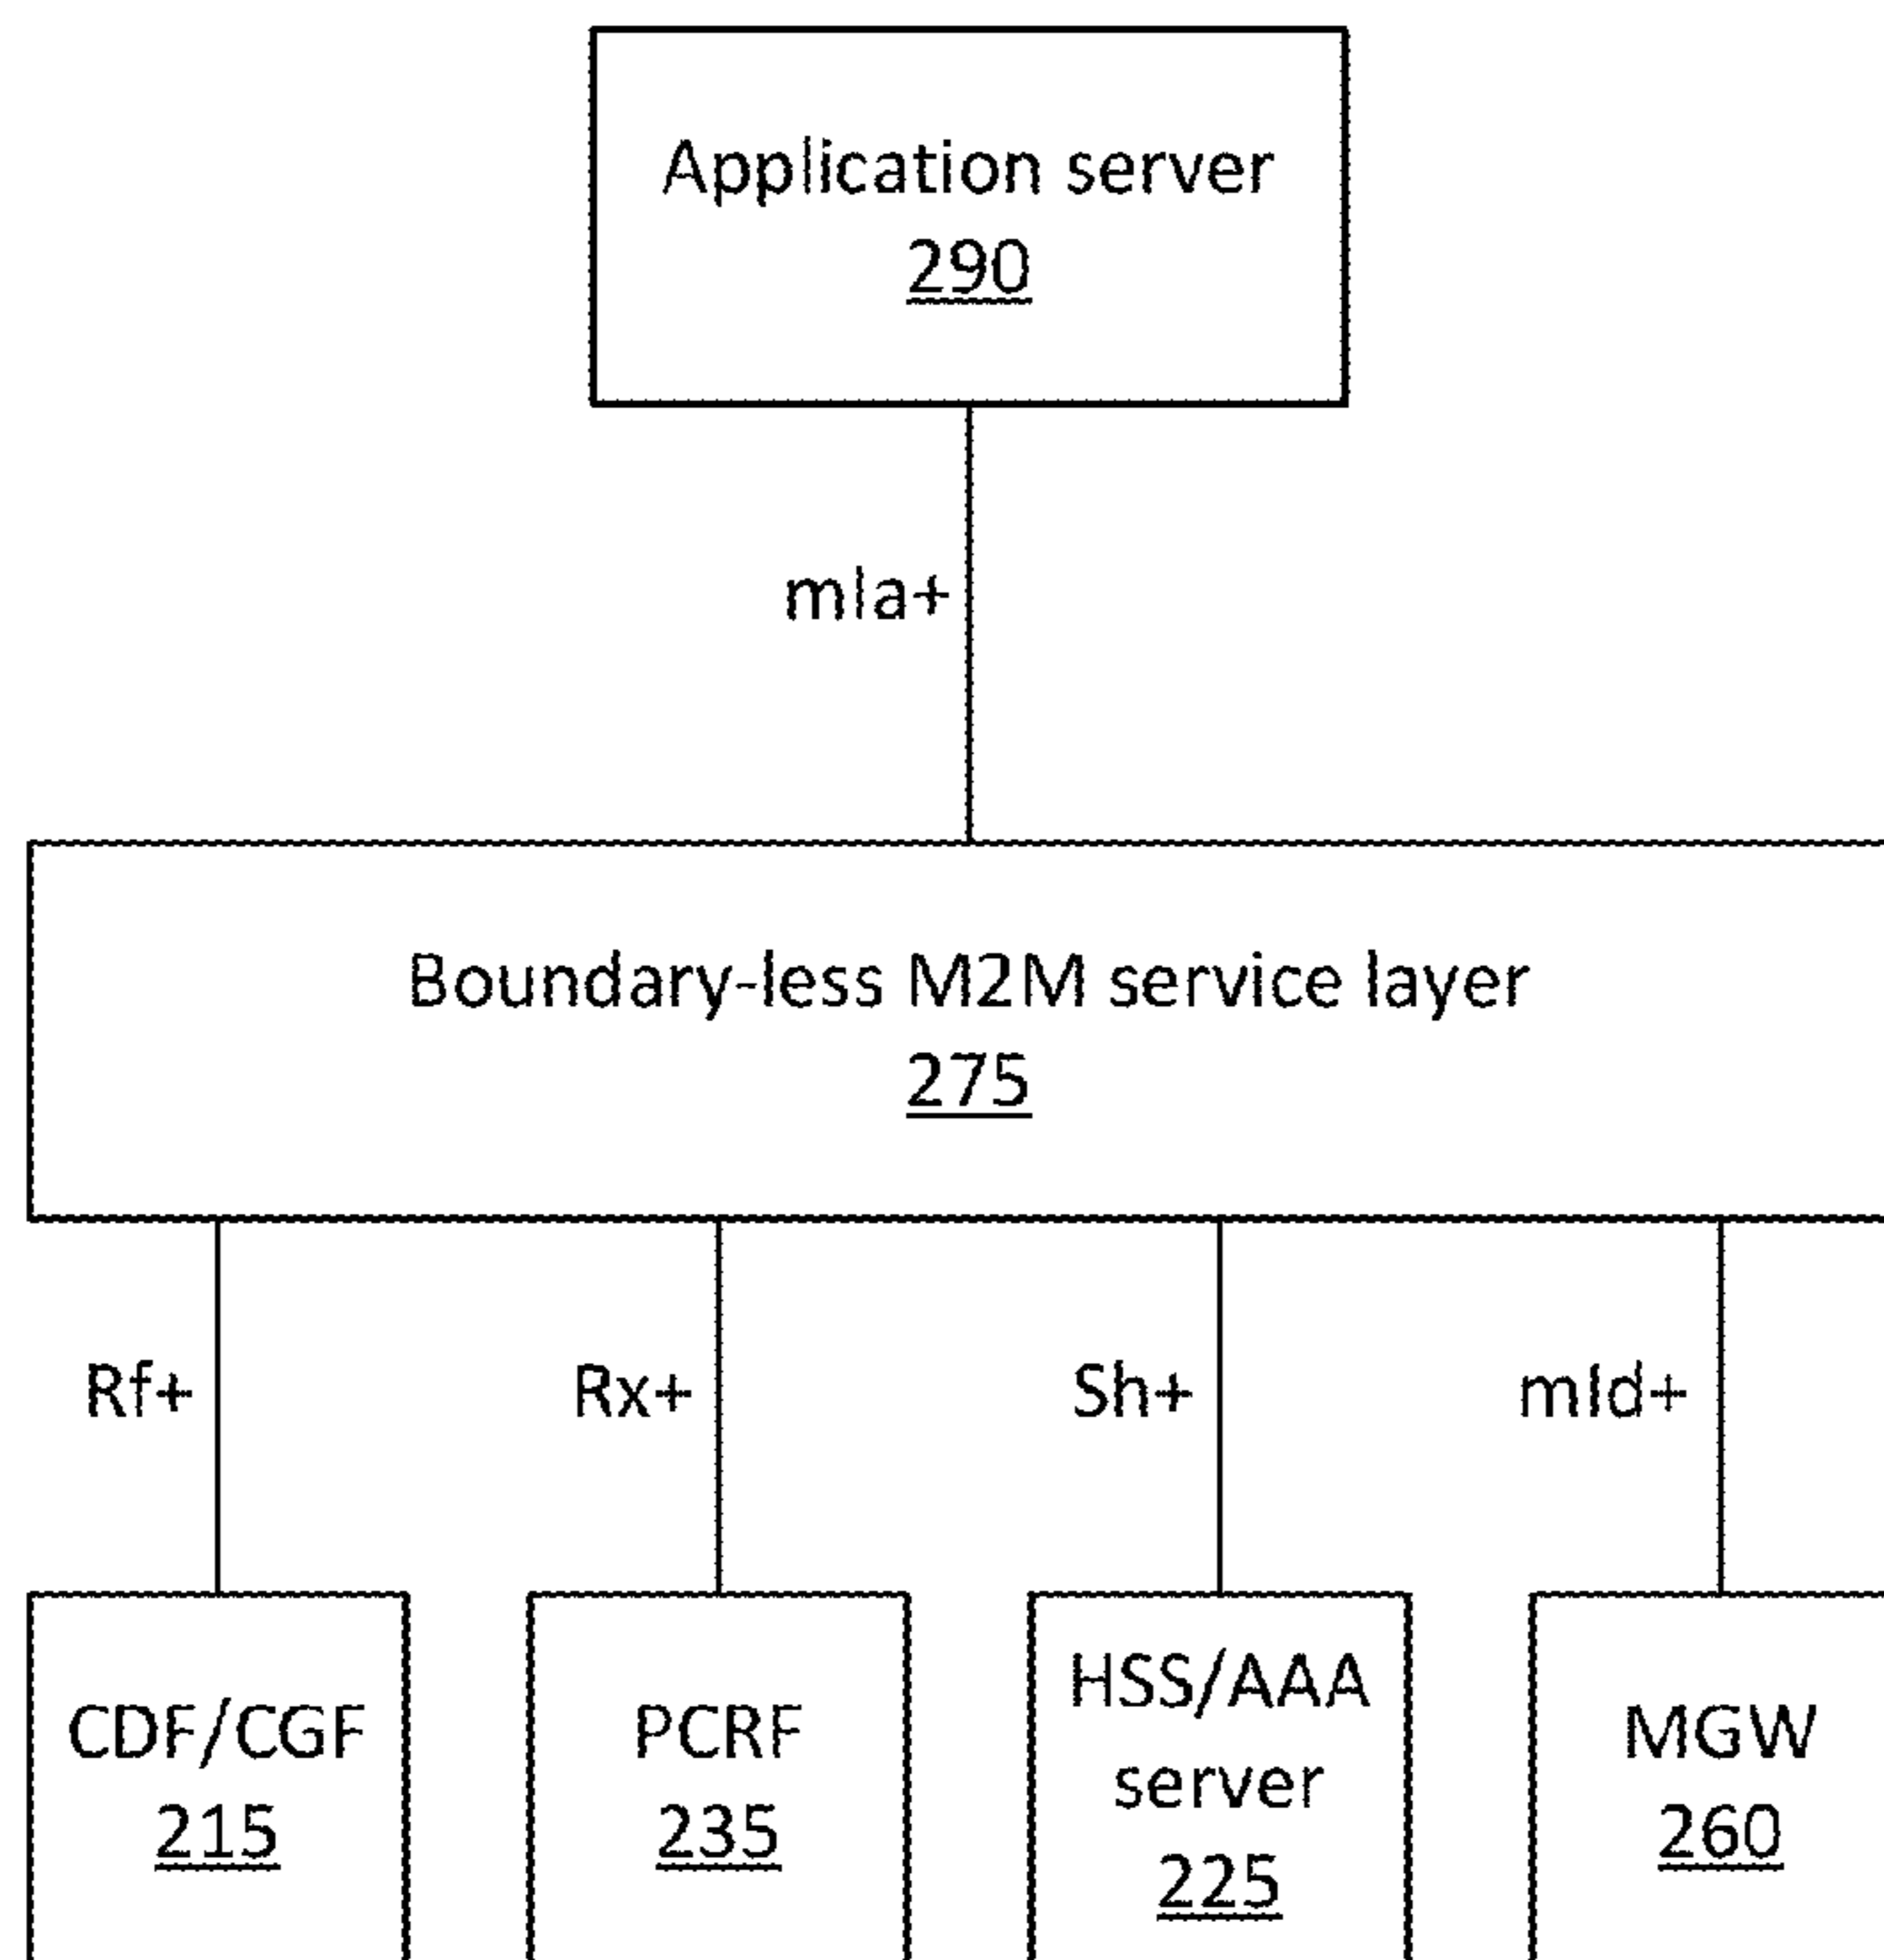 Application server
290
mIa+
Boundary-less M2M service layer
275
Rf+
Rx+
Sh+
mId+
CDF/CGF
215
PCRF
235
HSS/AAA
server
225
MGW
260